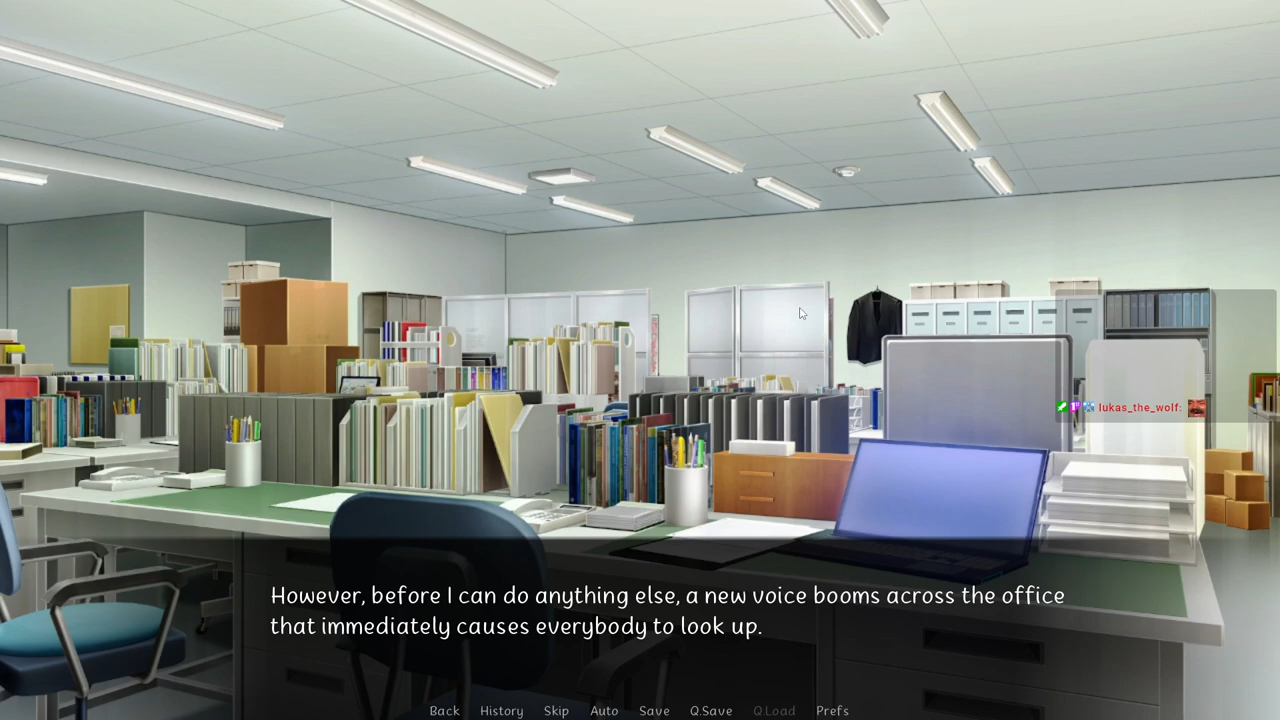 lukas_the_wolf:
However, before I can do anything else, a new voice booms across the office
that immediately causes everybody to look up.
Back History Skip Auto Save Q.Save Q.Load Prefs